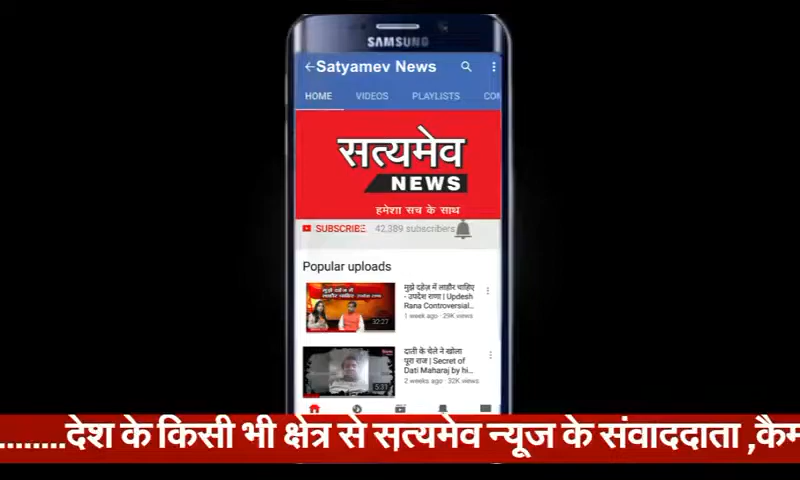 SAMSUNG
Satyamev News
HOME VIDEOS PLAYLISTS CON
सत्यमेव
NEWS
हमेशा सच के साथ
SUBSCRIBE 42,389 subscribers
Popular uploads
मुझे दहेज़ में लाहौर चाहिए
- उपदेश राणा | Updesh
Rana Controversial...
1 week ago · 29K views
32:27
दाती के चेले ने खोला
पूरा राज | Secret of
Dati Maharaj by hi...
2 weeks ago · 32K views
5:31
........देश के किसी भी क्षेत्र से सत्यमेव न्यूज के संवाददाता ,कैम